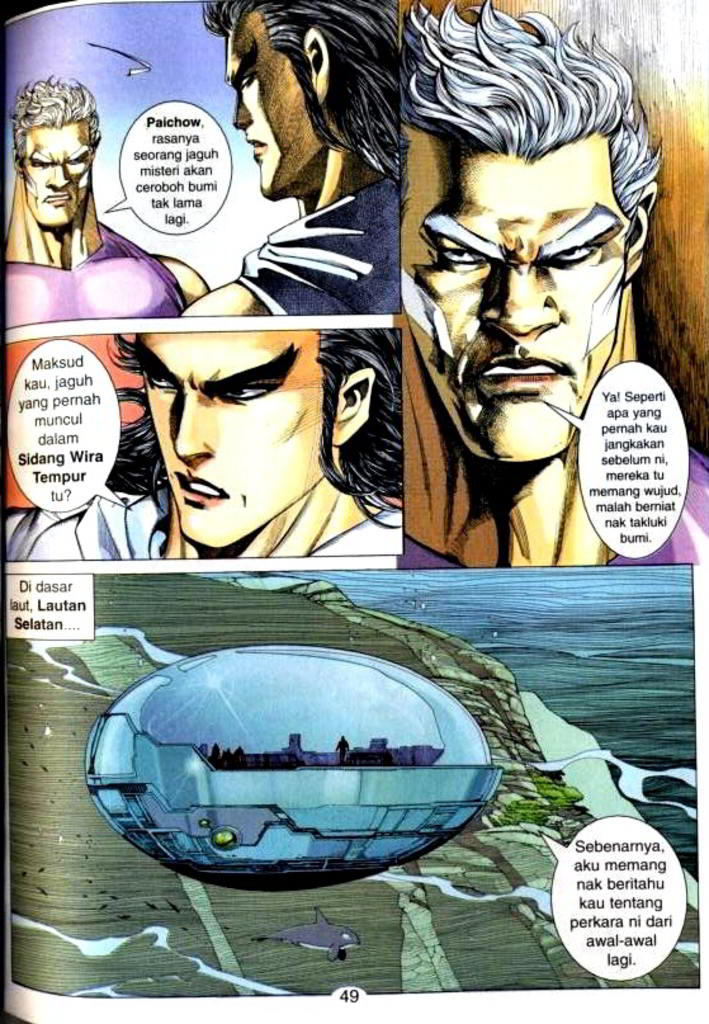 Paichow,
rasanya
seorang jaguh
misteri akan
ceroboh bumi
tak lama
lagi.
Maksud
kau, jaguh
yang pernah
muncul
dalam
Sidang Wira
Tempur
tu?
Ya! Seperti
apa yang
pernah kau
jangkakan
sebelum ni,
mereka tu
memang wujud,
malah berniat
nak takluki
bumi.
Di dasar
laut, Lautan
Selatan....
Sebenarnya,
aku memang
nak beritahu
kau tentang
perkara ni dari
awal-awal
lagi.
49